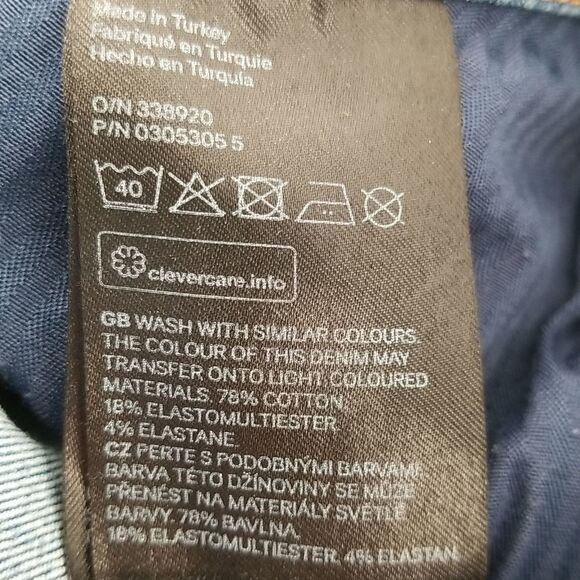 Made in Turkey
Fabriqué en Turquie
Hecho en Turquía
O/N 338920
P/N 0305305 5
40
clevercare.info
GB WASH WITH SIMILAR COLOURS.
THE COLOUR OF THIS DENIM MAY
TRANSFER ONTO LIGHT COLOURED
MATERIALS. 78% COTTON,
18% ELASTOMULTIESTER,
4% ELASTANE
CZ PERTE S PODOBNÝMI BARVAMI.
BARVA TÉTO DŽÍNOVINY SE MŮŽE
PŘENÉST NA MATERIÁLY SVĚTLÉ
BARVY. 78% BAVLNA,
18% ELASTOMULTIESTER, 4% ELASTAN